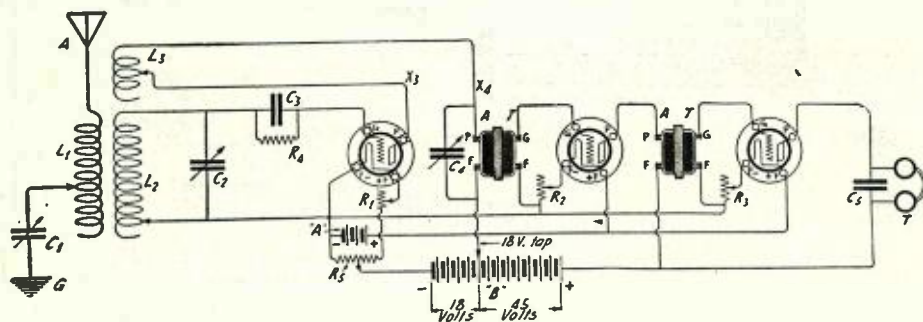 A
L3
L1
L2
C1
G
C2
C3
R4
X3
R1
"A"
- +
R5
X4
C4
A T
P G
F F
R2
18 V. tap
"B"
- +
18 Volts
45 Volts
A T
P G
F F
R3
C5
T